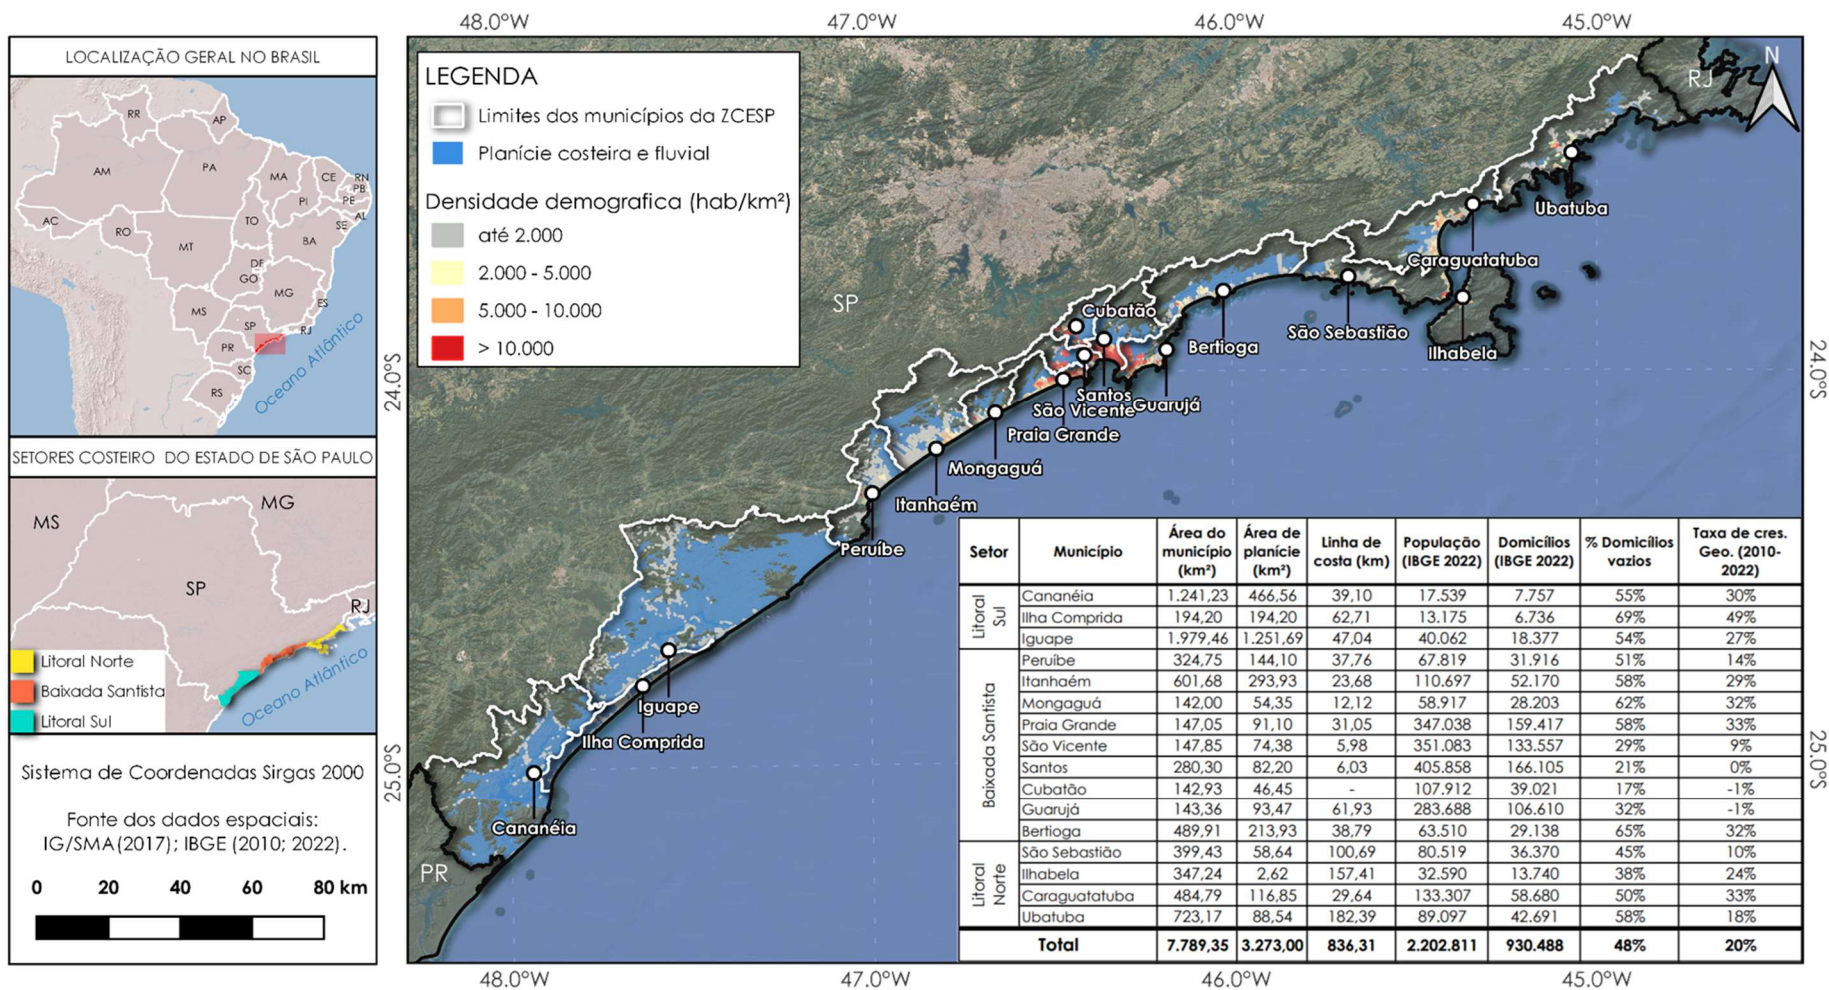 48.0°W 47.0°W 46.0°W 45.0°W
LOCALIZAÇÃO GERAL NO BRASIL
RR
AP
AM
PA
MA
CE
RN
PB
PE
AL
SE
PI
AC
RO
TO
BA
MT
DF
GO
MG
ES
MS
SP
RJ
PR
SC
RS
Oceano Atlântico
SETORES COSTEIRO DO ESTADO DE SÃO PAULO
MS
MG
SP
RJ
Litoral Norte
Baixada Santista
Litoral Sul
Oceano Atlântico
Sistema de Coordenadas Sirgas 2000
Fonte dos dados espaciais:
IG/SMA(2017); IBGE (2010; 2022).
0 20 40 60 80 km
LEGENDA
Limites dos municípios da ZCESP
Planície costeira e fluvial
Densidade demografica (hab/km²)
até 2.000
2.000 - 5.000
5.000 - 10.000
> 10.000
24.0°S
25.0°S
N
RJ
SP
PR
Ubatuba
Caraguatatuba
Cubatão
São Sebastião
Bertioga
Ilhabela
Santos
Guarujá
São Vicente
Praia Grande
Mongaguá
Itanhaém
Peruíbe
Iguape
Ilha Comprida
Cananéia
24.0°S
25.0°S
Setor Município Área do município (km²) Área de planície (km²) Linha de costa (km) População (IBGE 2022) Domicílios (IBGE 2022) % Domicílios vazios Taxa de cres. Geo. (2010-2022)
Litoral Sul
Cananéia 1.241,23 466,56 39,10 17.539 7.757 55% 30%
Ilha Comprida 194,20 194,20 62,71 13.175 6.736 69% 49%
Iguape 1.979,46 1.251,69 47,04 40.062 18.377 54% 27%
Baixada Santista
Peruíbe 324,75 144,10 37,76 67.819 31.916 51% 14%
Itanhaém 601,68 293,93 23,68 110.697 52.170 58% 29%
Mongaguá 142,00 54,35 12,12 58.917 28.203 62% 32%
Praia Grande 147,05 91,10 31,05 347.038 159.417 58% 33%
São Vicente 147,85 74,38 5,98 351.083 133.557 29% 9%
Santos 280,30 82,20 6,03 405.858 166.105 21% 0%
Cubatão 142,93 46,45 - 107.912 39.021 17% -1%
Guarujá 143,36 93,47 61,93 283.688 106.610 32% -1%
Bertioga 489,91 213,93 38,79 63.510 29.138 65% 32%
Litoral Norte
São Sebastião 399,43 58,64 100,69 80.519 36.370 45% 10%
Ilhabela 347,24 2,62 157,41 32.590 13.740 38% 24%
Caraguatatuba 484,79 116,85 29,64 133.307 58.680 50% 33%
Ubatuba 723,17 88,54 182,39 89.097 42.691 58% 18%
Total 7.789,35 3.273,00 836,31 2.202.811 930.488 48% 20%
48.0°W 47.0°W 46.0°W 45.0°W